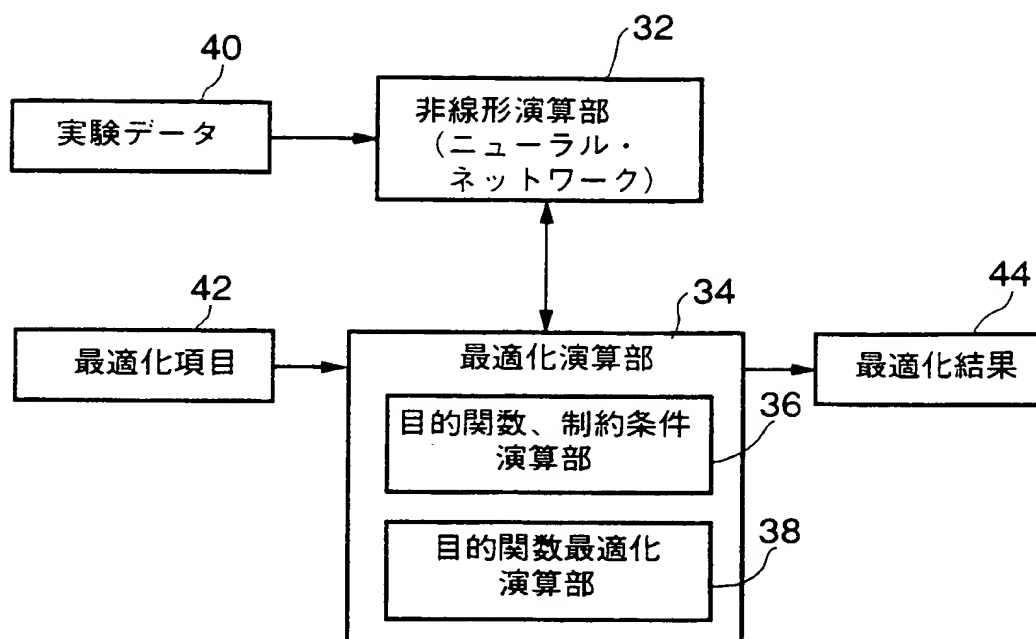 40
実験データ
32
非線形演算部
(ニューラル・
ネットワーク)
42
最適化項目
34
最適化演算部
目的関数、制約条件
演算部
36
目的関数最適化
演算部
38
44
最適化結果